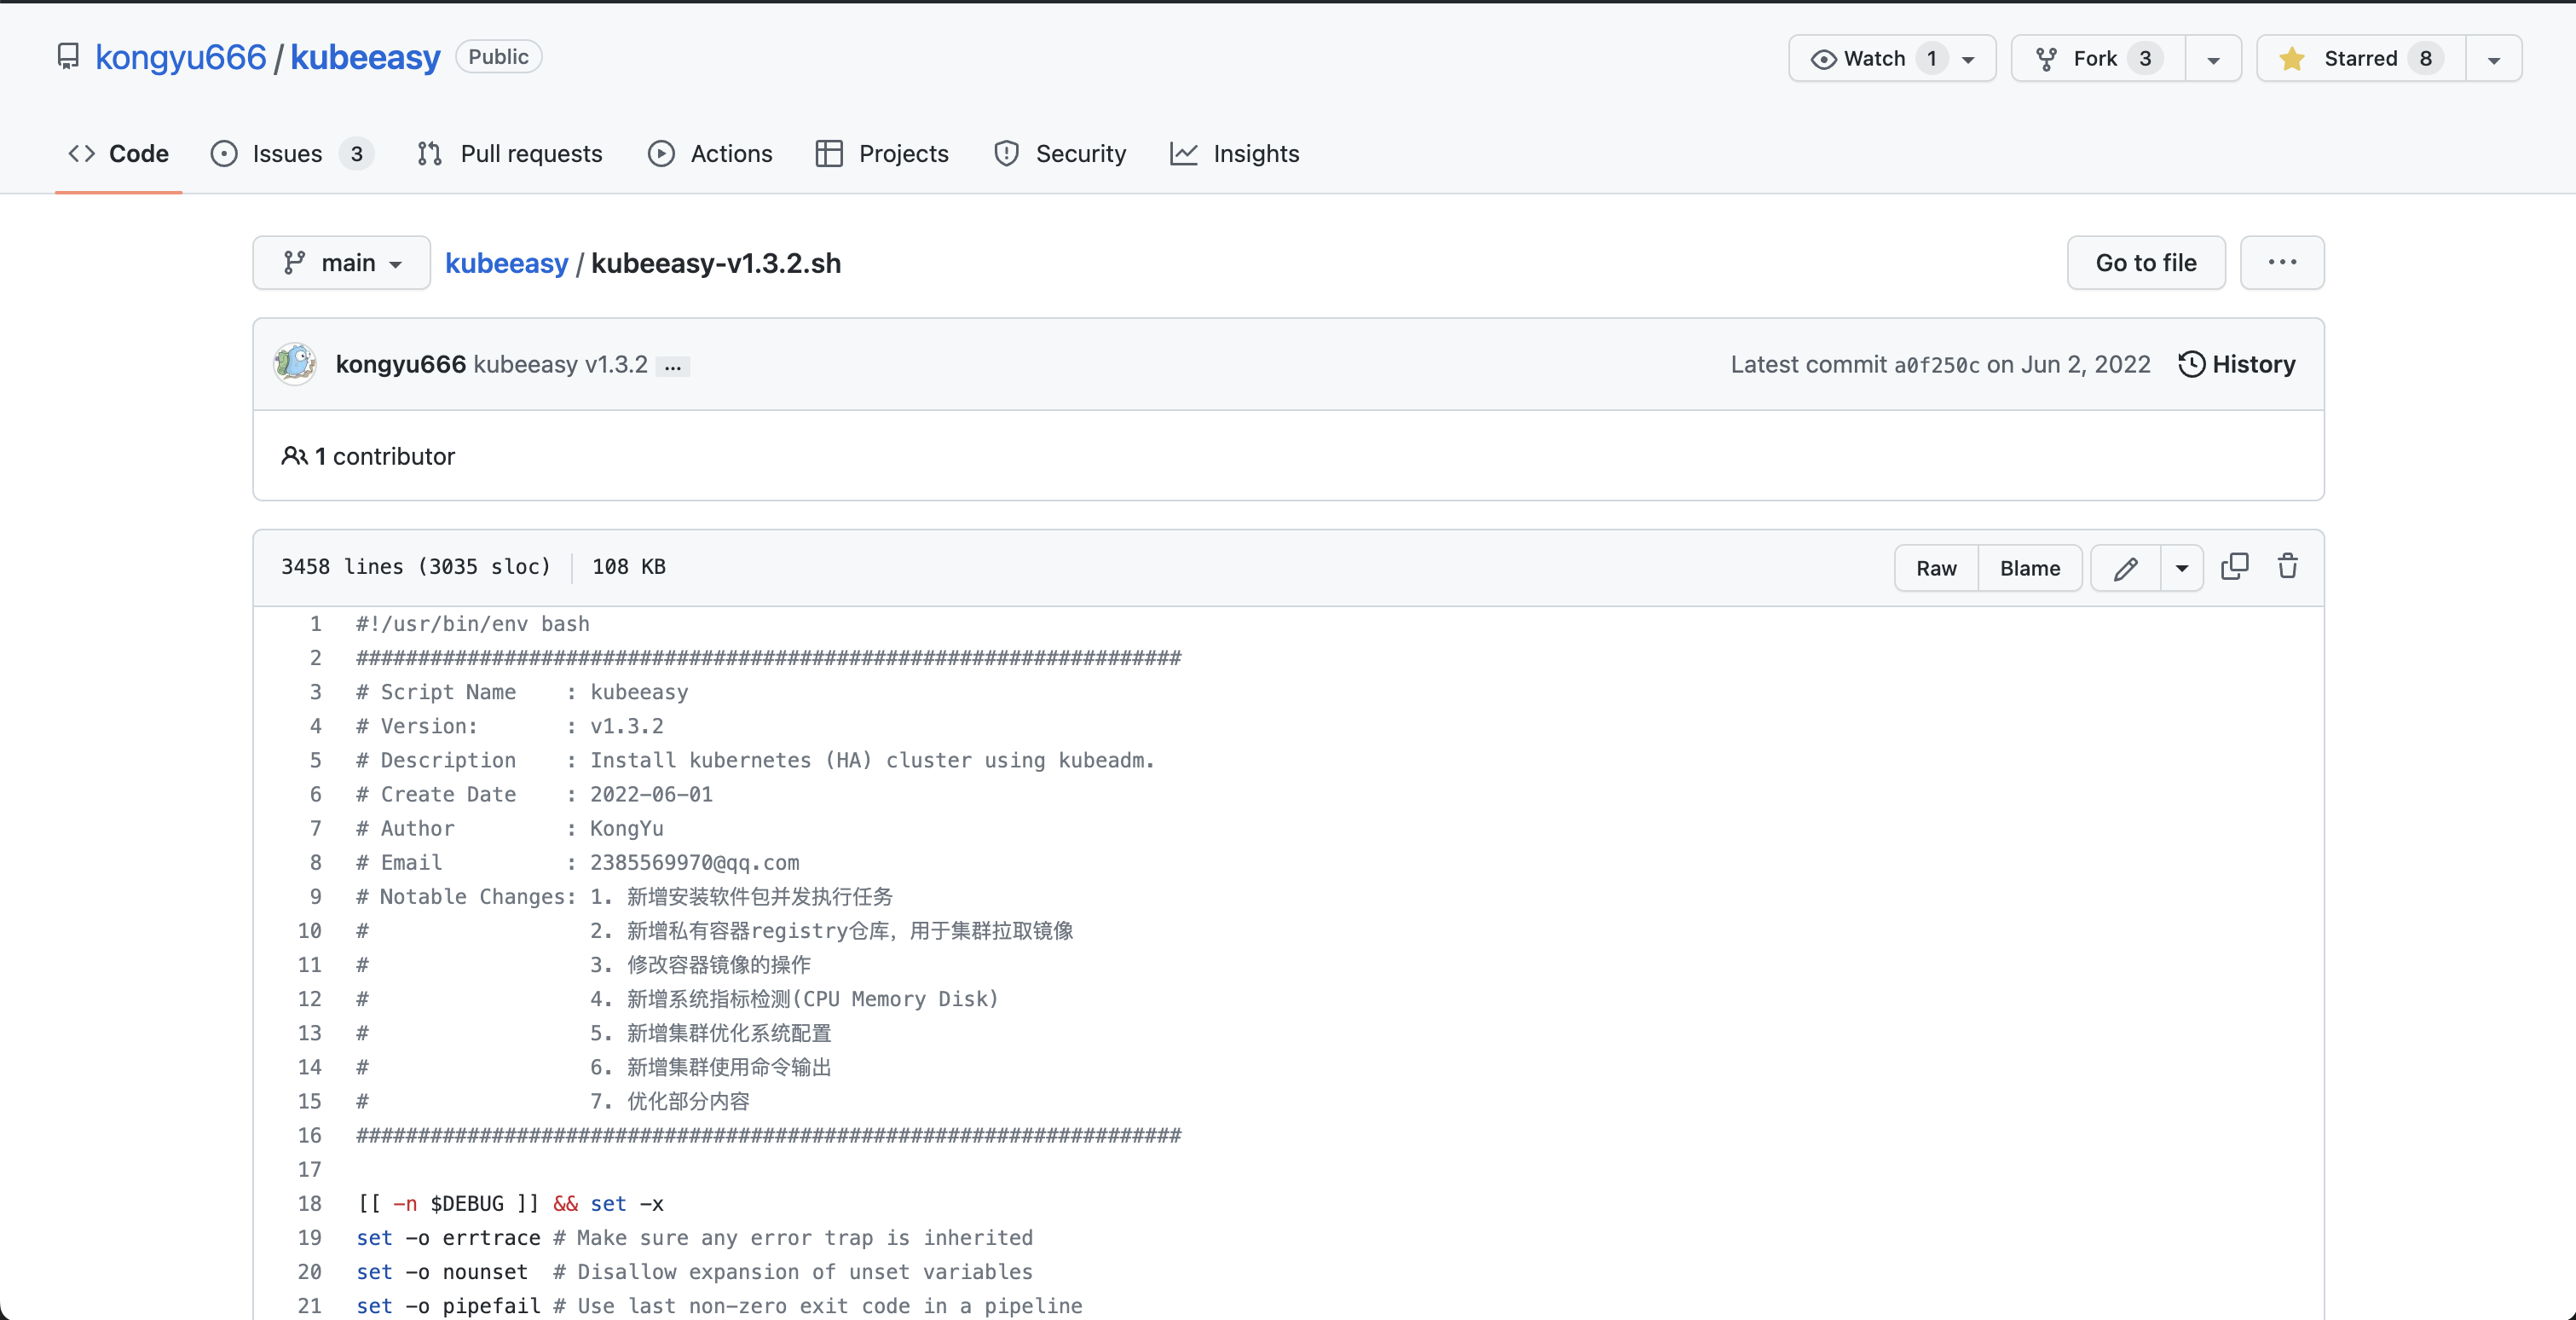 kongyu666 / kubeeasy Public
Watch 1 Fork 3 Starred 8
Code Issues 3 Pull requests Actions Projects Security Insights
main kubeeasy / kubeeasy-v1.3.2.sh Go to file ...
kongyu666 kubeeasy v1.3.2 ... Latest commit a0f250c on Jun 2, 2022 History
1 contributor
3458 lines (3035 sloc) 108 KB Raw Blame
1 #!/usr/bin/env bash
2 ###################################################################
3 # Script Name    : kubeeasy
4 # Version:       : v1.3.2
5 # Description    : Install kubernetes (HA) cluster using kubeadm.
6 # Create Date    : 2022-06-01
7 # Author         : KongYu
8 # Email          : 2385569970@qq.com
9 # Notable Changes: 1. 新增安装软件包并发执行任务
10 #                  2. 新增私有容器registry仓库，用于集群拉取镜像
11 #                  3. 修改容器镜像的操作
12 #                  4. 新增系统指标检测(CPU Memory Disk)
13 #                  5. 新增集群优化系统配置
14 #                  6. 新增集群使用命令输出
15 #                  7. 优化部分内容
16 ###################################################################
17
18 [[ -n $DEBUG ]] && set -x
19 set -o errtrace # Make sure any error trap is inherited
20 set -o nounset  # Disallow expansion of unset variables
21 set -o pipefail # Use last non-zero exit code in a pipeline